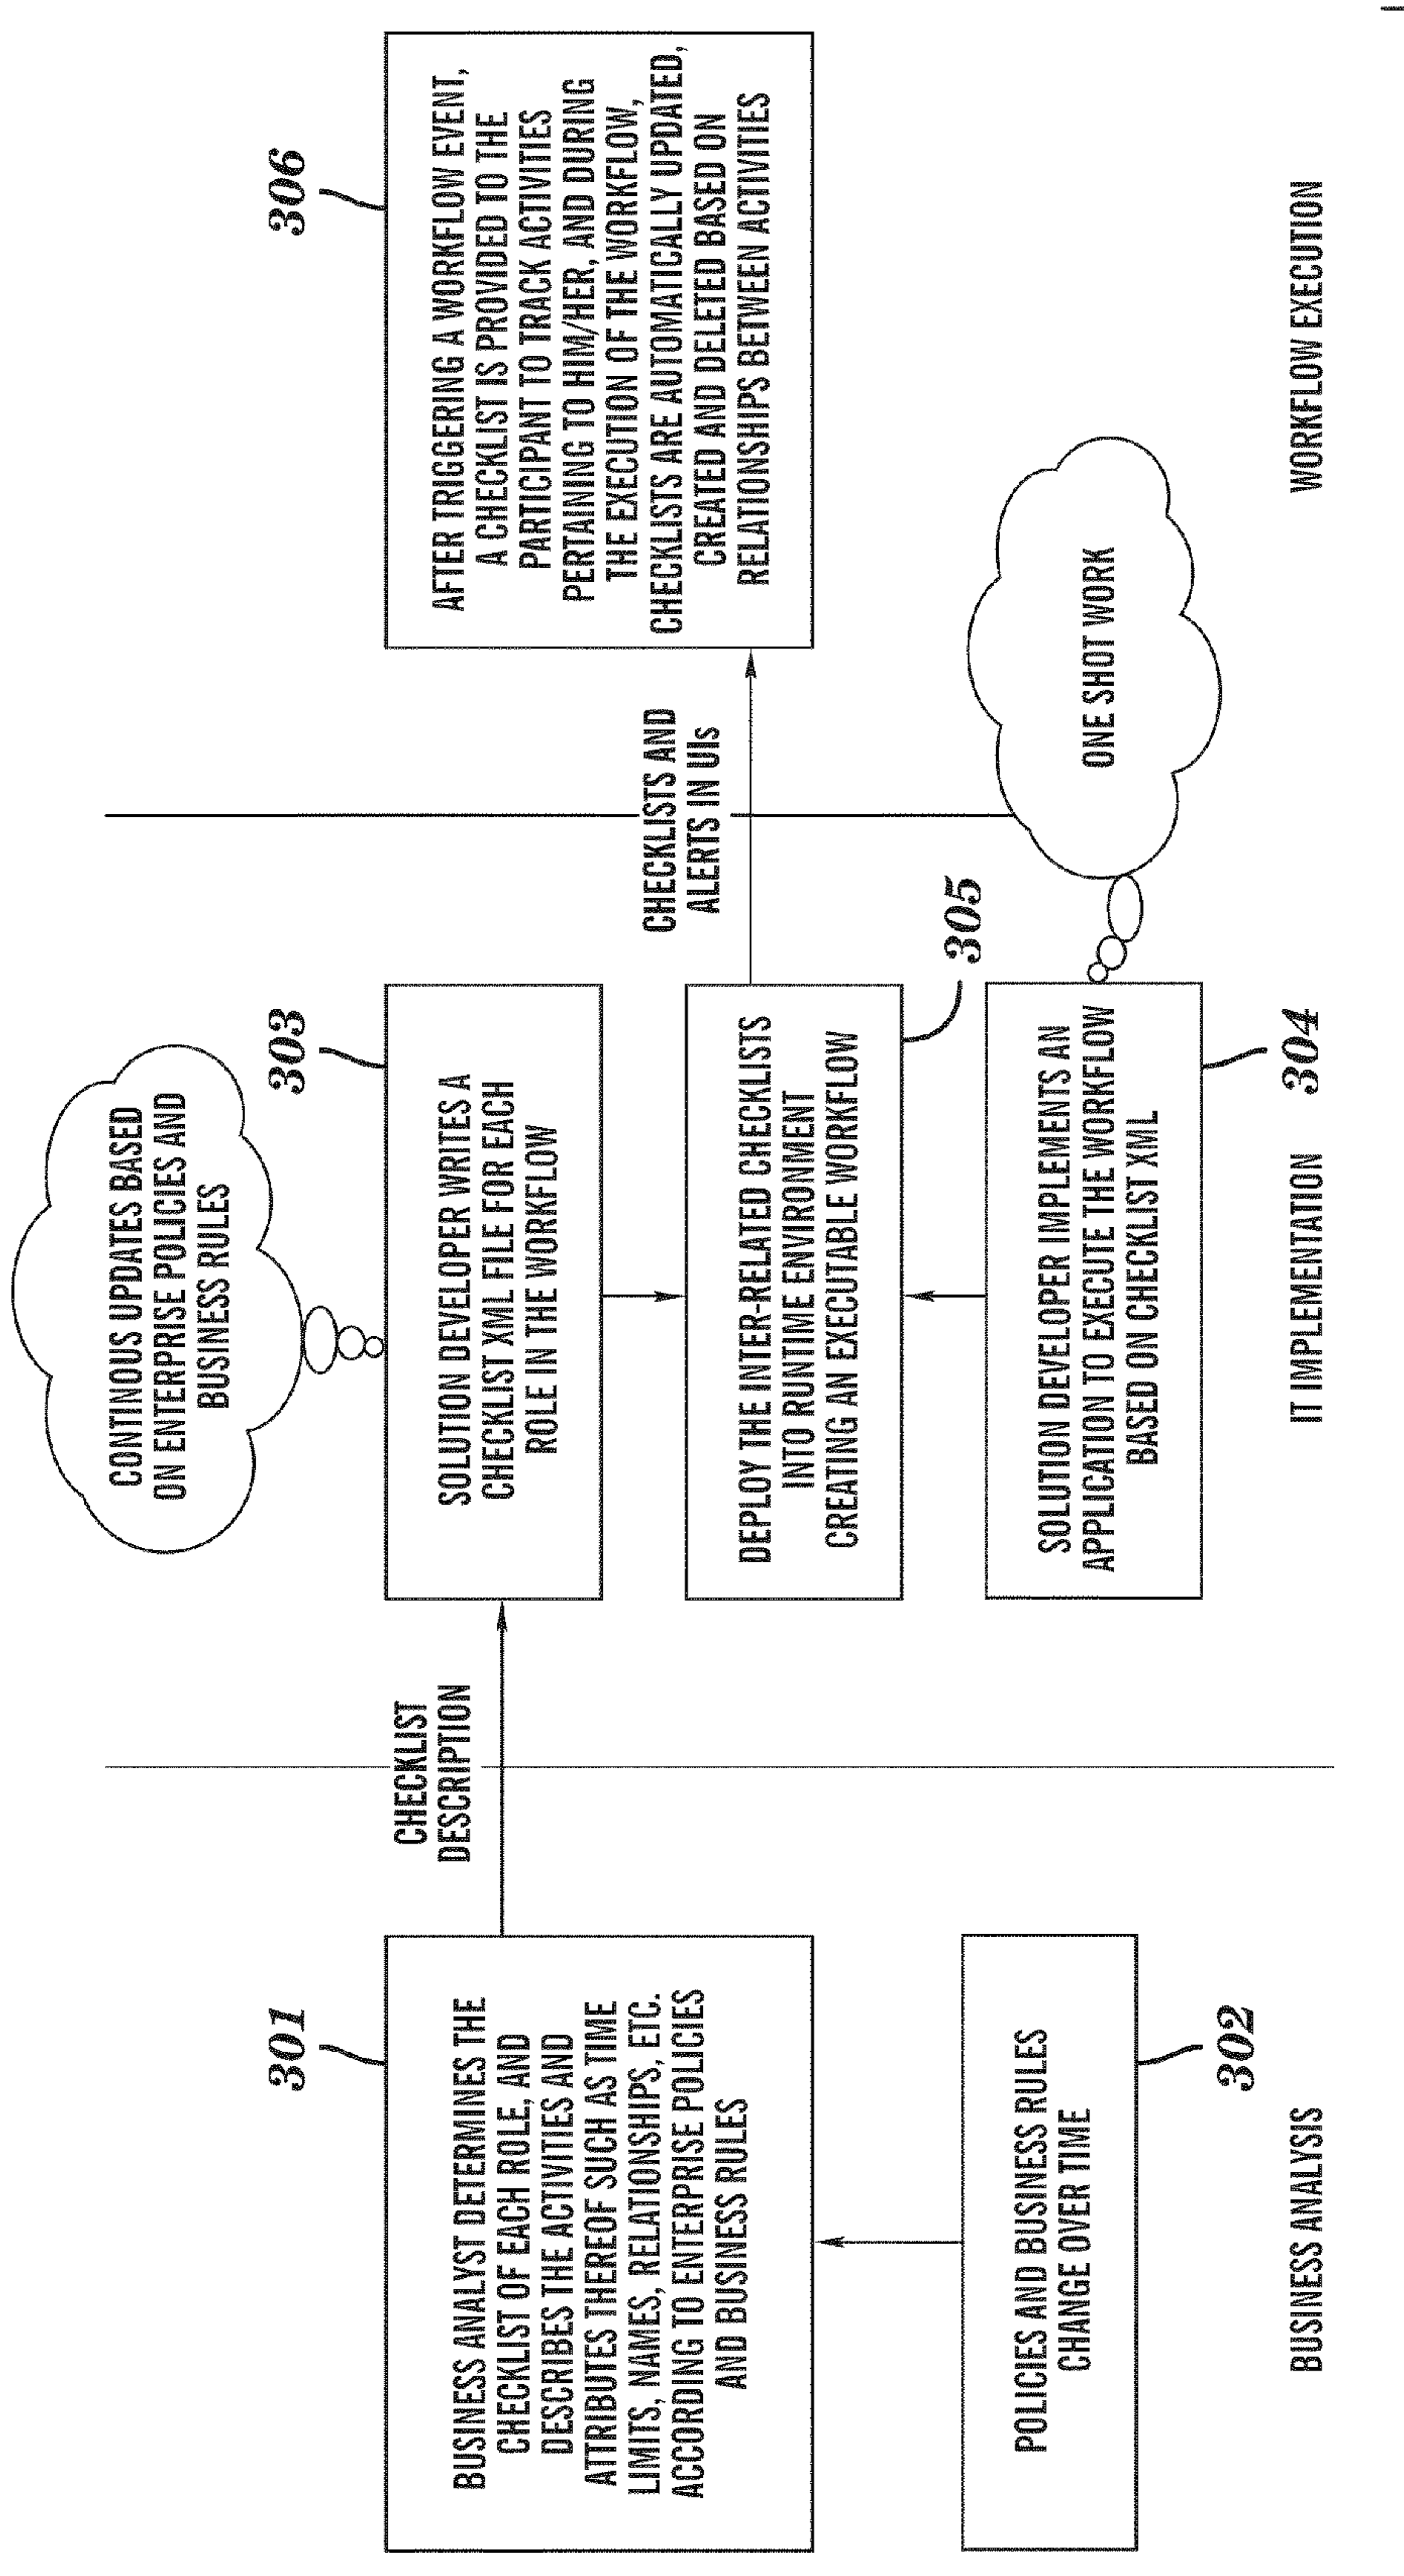 301
BUSINESS ANALYST DETERMINES THE
CHECKLIST OF EACH ROLE, AND
DESCRIBES THE ACTIVITIES AND
ATTRIBUTES THEREOF SUCH AS TIME
LIMITS, NAMES, RELATIONSHIPS, ETC.
ACCORDING TO ENTERPRISE POLICIES
AND BUSINESS RULES
POLICIES AND BUSINESS RULES
CHANGE OVER TIME
302
BUSINESS ANALYSIS
CHECKLIST
DESCRIPTION
CONTINOUS UPDATES BASED
ON ENTERPRISE POLICIES AND
BUSINESS RULES
303
SOLUTION DEVELOPER WRITES A
CHECKLIST XML FILE FOR EACH
ROLE IN THE WORKFLOW
DEPLOY THE INTER-RELATED CHECKLISTS
INTO RUNTIME ENVIRONMENT
CREATING AN EXECUTABLE WORKFLOW
305
SOLUTION DEVELOPER IMPLEMENTS AN
APPLICATION TO EXECUTE THE WORKFLOW
BASED ON CHECKLIST XML
304
IT IMPLEMENTATION
CHECKLISTS AND
ALERTS IN UIs
ONE SHOT WORK
306
AFTER TRIGGERING A WORKFLOW EVENT,
A CHECKLIST IS PROVIDED TO THE
PARTICIPANT TO TRACK ACTIVITIES
PERTAINING TO HIM/HER, AND DURING
THE EXECUTION OF THE WORKFLOW,
CHECKLISTS ARE AUTOMATICALLY UPDATED,
CREATED AND DELETED BASED ON
RELATIONSHIPS BETWEEN ACTIVITIES
WORKFLOW EXECUTION